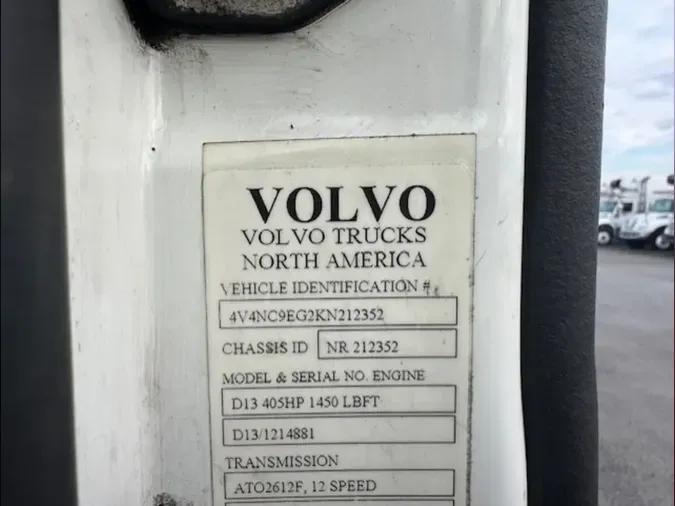 VOLVO
VOLVO TRUCKS
NORTH AMERICA
VEHICLE IDENTIFICATION #
4V4NC9EG2KN212352
CHASSIS ID NR 212352
MODEL & SERIAL NO. ENGINE
D13 405HP 1450 LBFT
D13/1214881
TRANSMISSION
ATO2612F, 12 SPEED